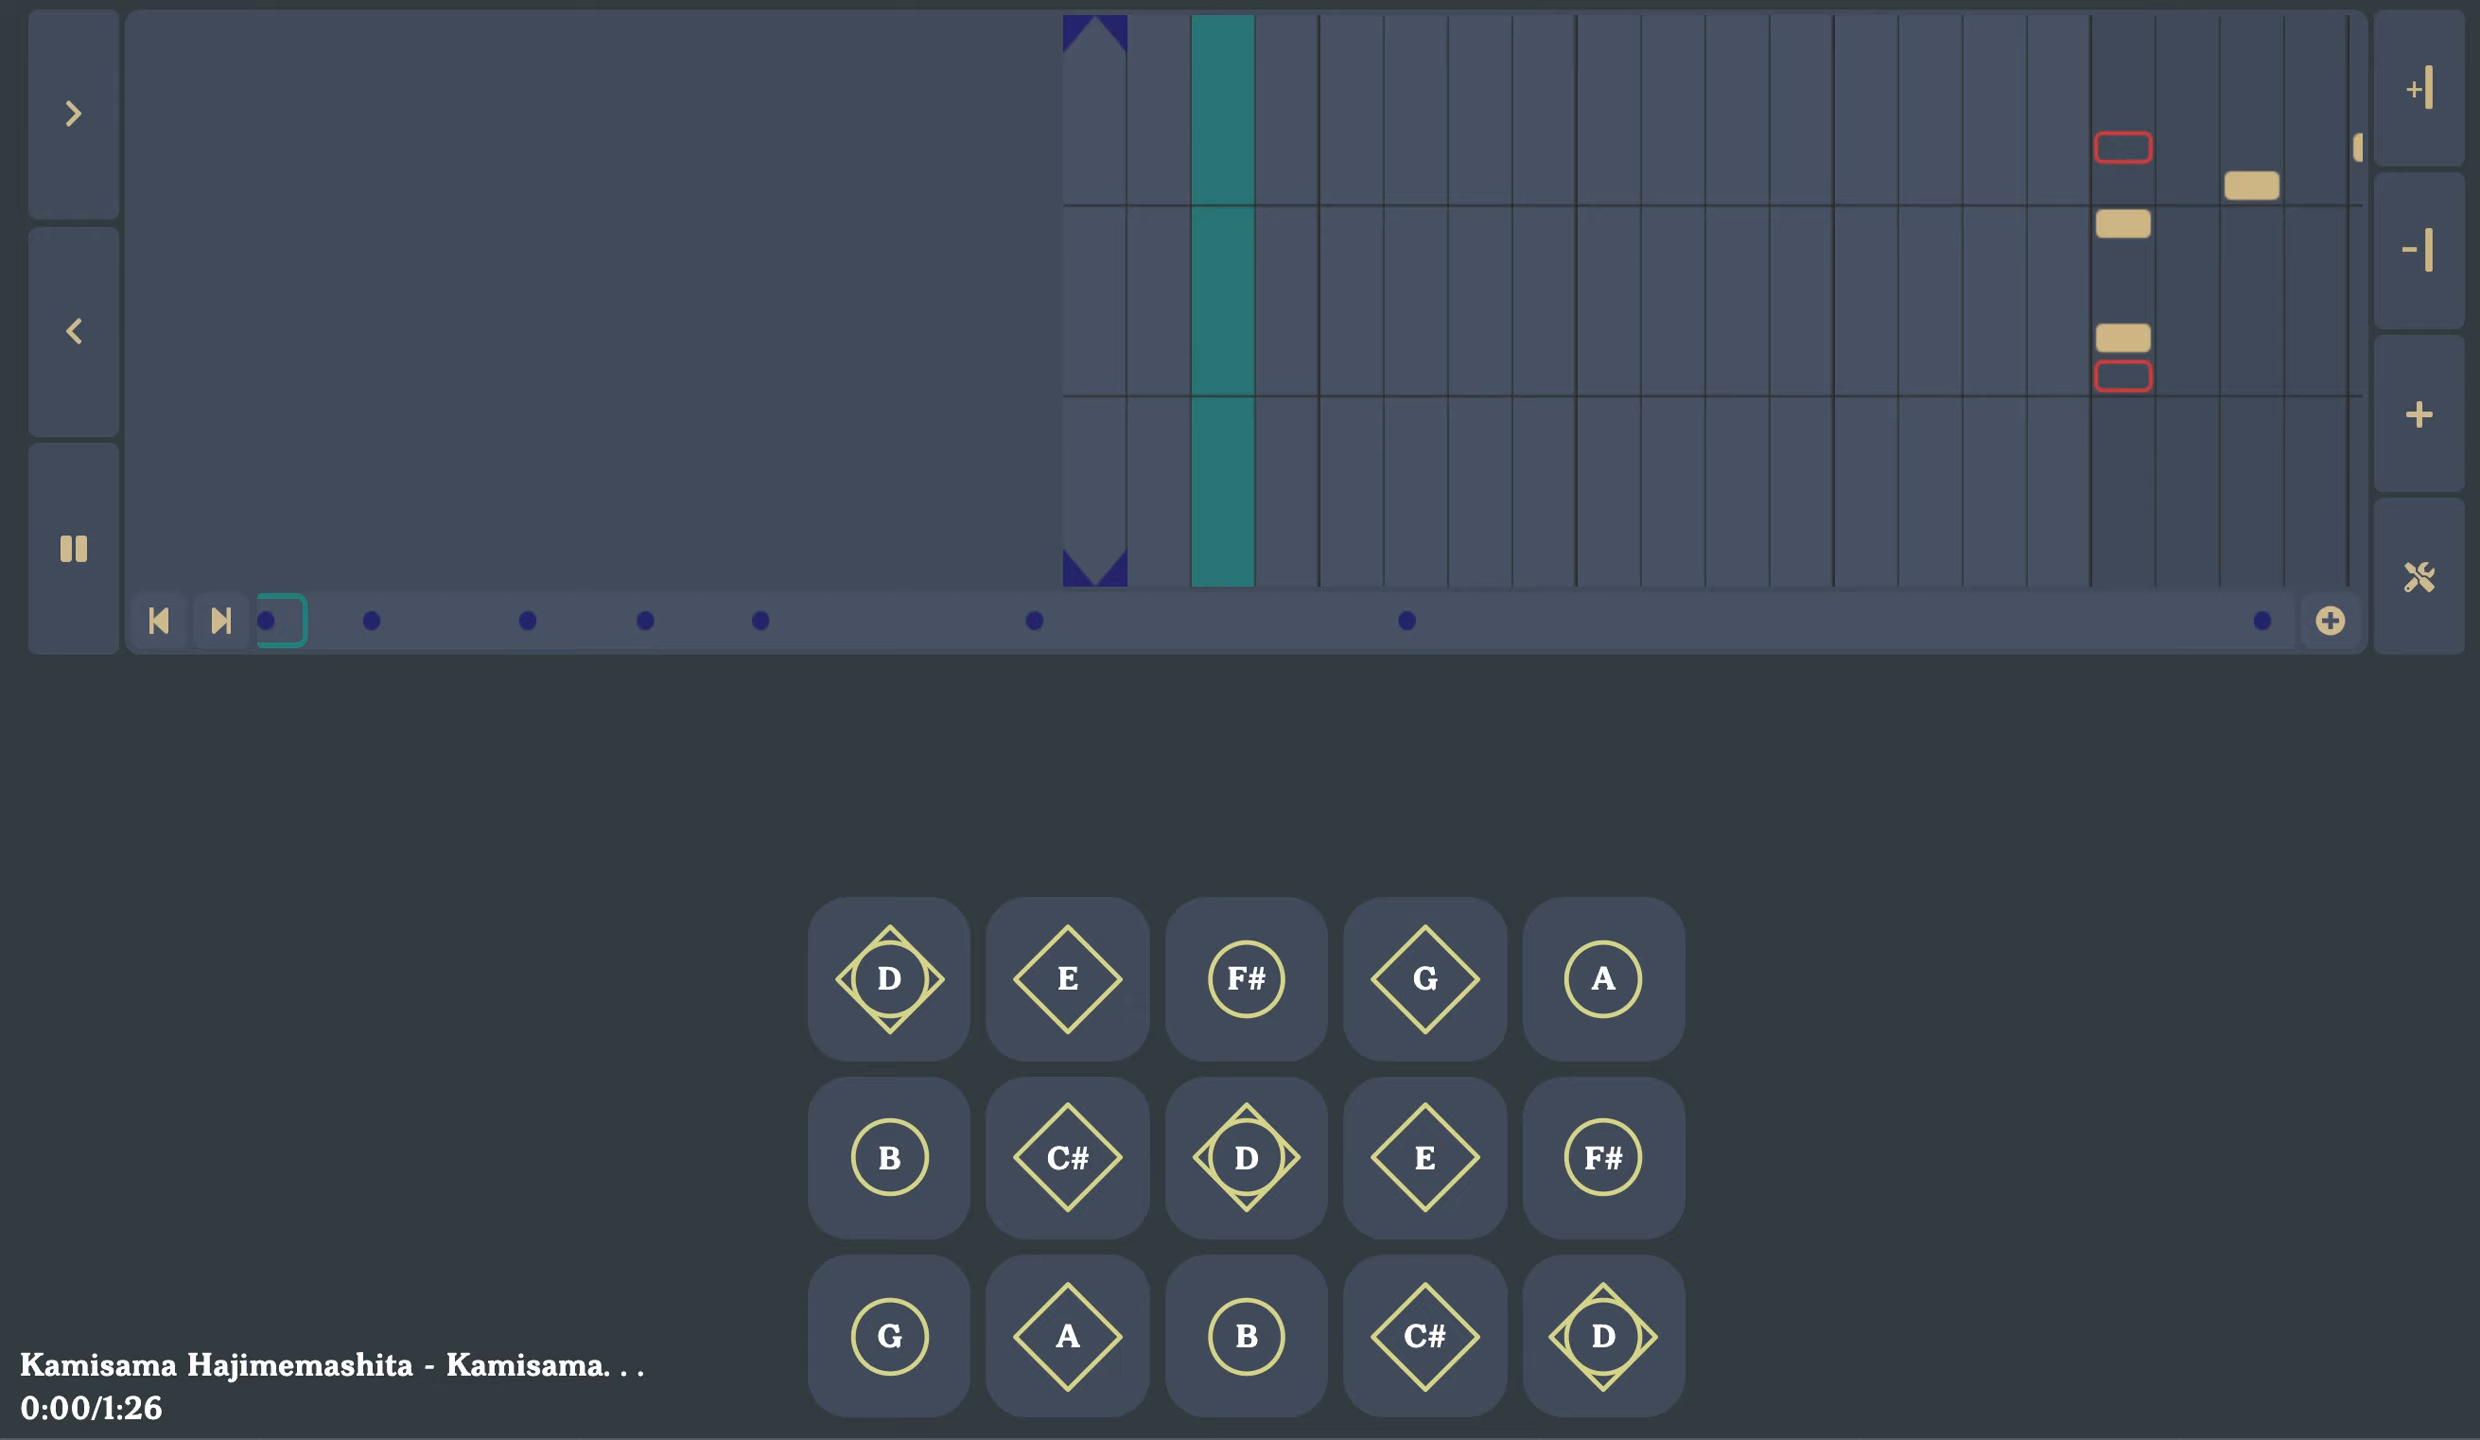 D E F# G A
B C# D E F#
G A B C# D
Kamisama Hajimemashita - Kamisama. . .
0:00/1:26